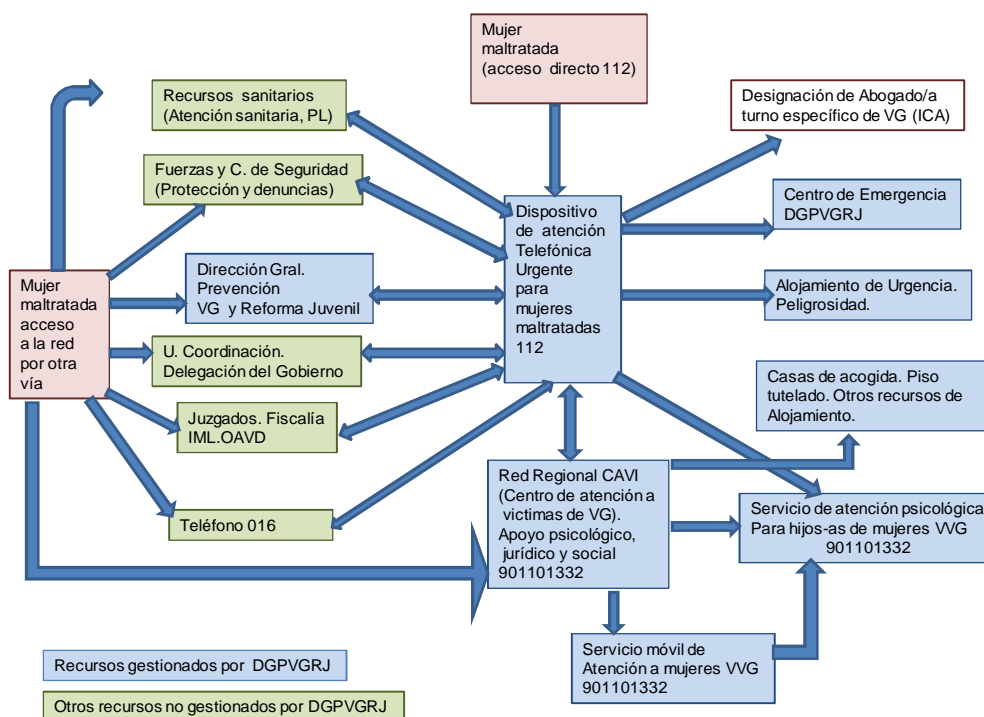 Mujer
maltratada
(acceso directo 112)
Recursos sanitarios
(Atención sanitaria, PL)
Designación de Abogado/a
turno específico de VG (ICA)
Fuerzas y C. de Seguridad
(Protección y denuncias)
Centro de Emergencia
DGPVGRJ
Dispositivo
de atención
Telefónica
Urgente
para
mujeres
maltratadas
112
Mujer
maltratada
acceso
a la red
por otra
vía
Dirección Gral.
Prevención
VG y Reforma Juvenil
Alojamiento de Urgencia.
Peligrosidad.
U. Coordinación.
Delegación del Gobierno
Casas de acogida. Piso
tutelado. Otros recursos de
Alojamiento.
Juzgados. Fiscalía
IML.OAVD
Red Regional CAVI
(Centro de atención a
victimas de VG).
Apoyo psicológico,
jurídico y social
901101332
Servicio de atención psicológica
Para hijos-as de mujeres VVG
901101332
Teléfono 016
Servicio móvil de
Atención a mujeres VVG
901101332
Recursos gestionados por DGPVGRJ
Otros recursos no gestionados por DGPVGRJ